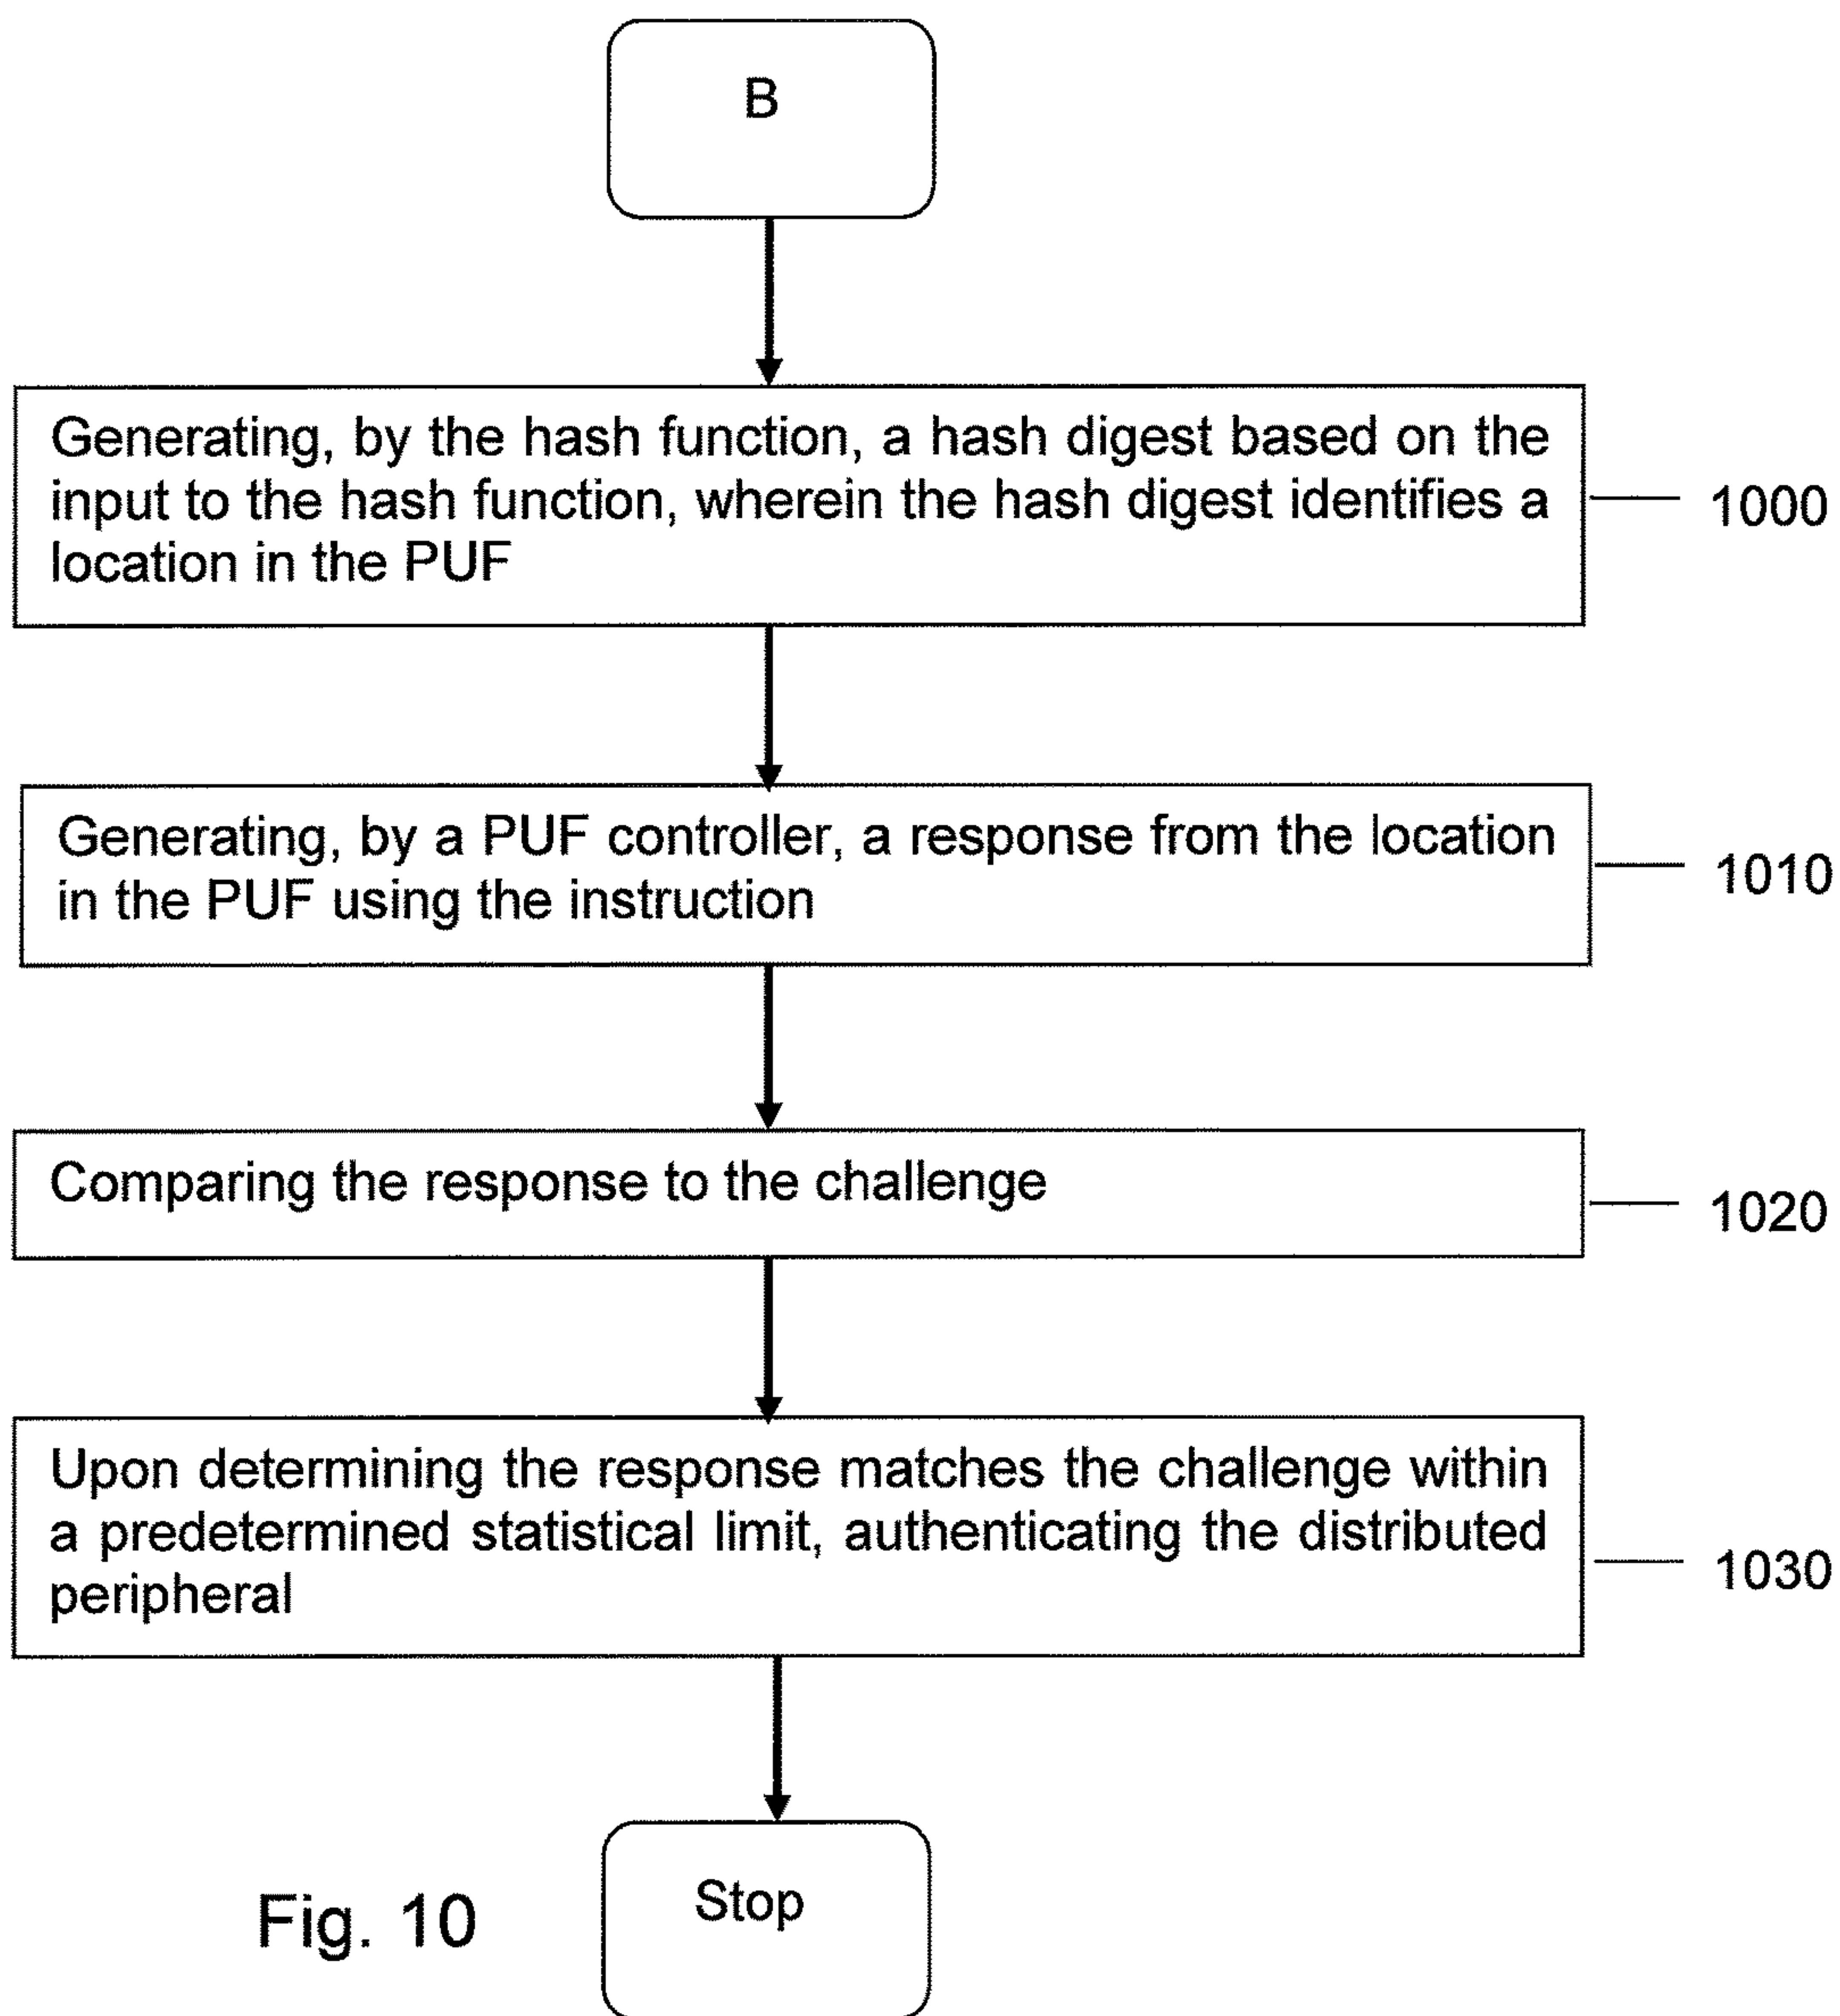 B
Generating, by the hash function, a hash digest based on the
input to the hash function, wherein the hash digest identifies a
location in the PUF
1000
Generating, by a PUF controller, a response from the location
in the PUF using the instruction
1010
Comparing the response to the challenge
1020
Upon determining the response matches the challenge within
a predetermined statistical limit, authenticating the distributed
peripheral
1030
Stop
Fig. 10